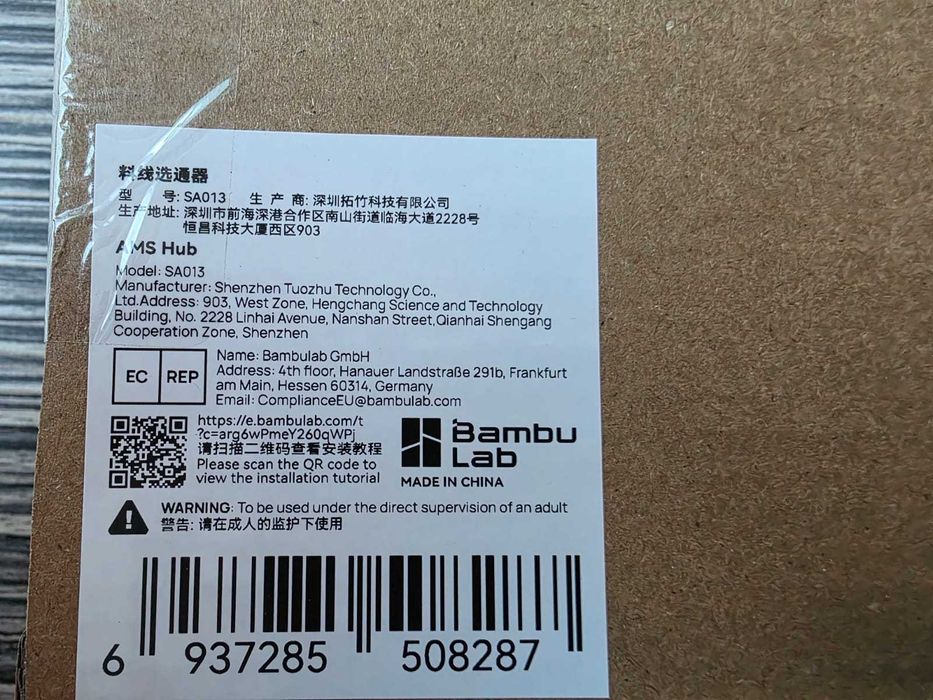 料线选通器
型 号: SA013 生 产 商: 深圳拓竹科技有限公司
生产地址: 深圳市前海深港合作区南山街道临海大道2228号
恒昌科技大厦西区903
AMS Hub
Model: SA013
Manufacturer: Shenzhen Tuozhu Technology Co.,
Ltd.Address: 903, West Zone, Hengchang Science and Technology
Building, No. 2228 Linhai Avenue, Nanshan Street,Qianhai Shengang
Cooperation Zone, Shenzhen
EC REP
Name: Bambulab GmbH
Address: 4th floor, Hanauer Landstraße 291b, Frankfurt
am Main, Hessen 60314, Germany
Email: ComplianceEU@bambulab.com
https://e.bambulab.com/t
?c=arg6wPmeY260qWPj
请扫描二维码查看安装教程
Please scan the QR code to
view the installation tutorial
Bambu
Lab
MADE IN CHINA
WARNING: To be used under the direct supervision of an adult
警告: 请在成人的监护下使用
6 937285 508287